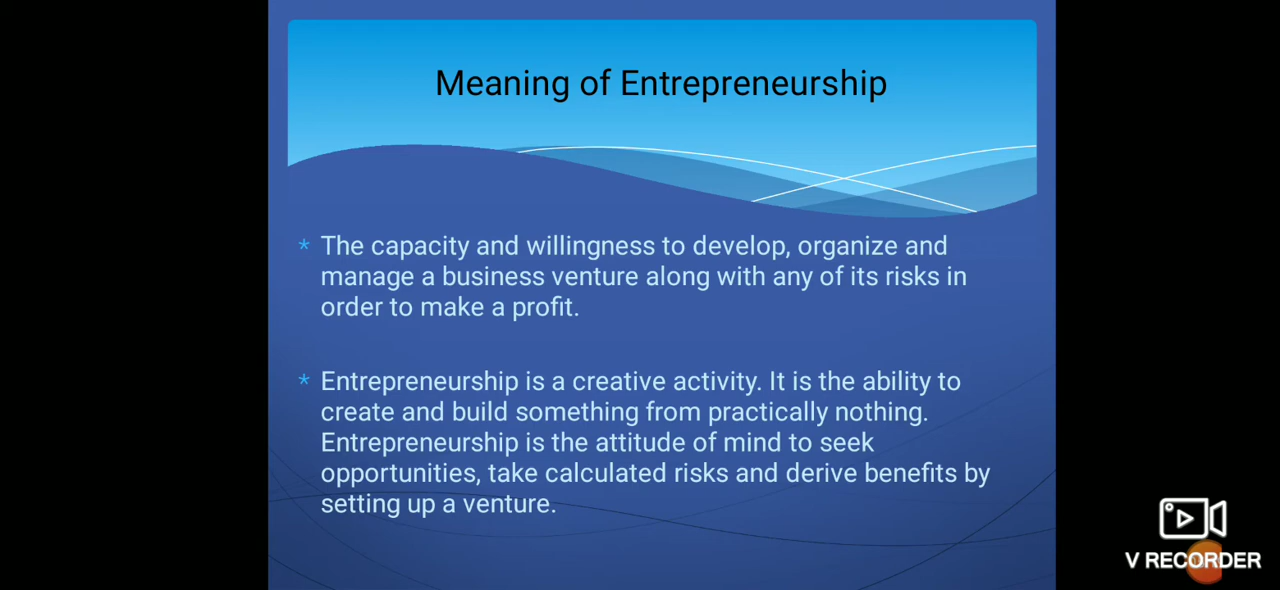 Meaning of Entrepreneurship
* The capacity and willingness to develop, organize and
manage a business venture along with any of its risks in
order to make a profit.
* Entrepreneurship is a creative activity. It is the ability to
create and build something from practically nothing.
Entrepreneurship is the attitude of mind to seek
opportunities, take calculated risks and derive benefits by
setting up a venture.
V RECORDER